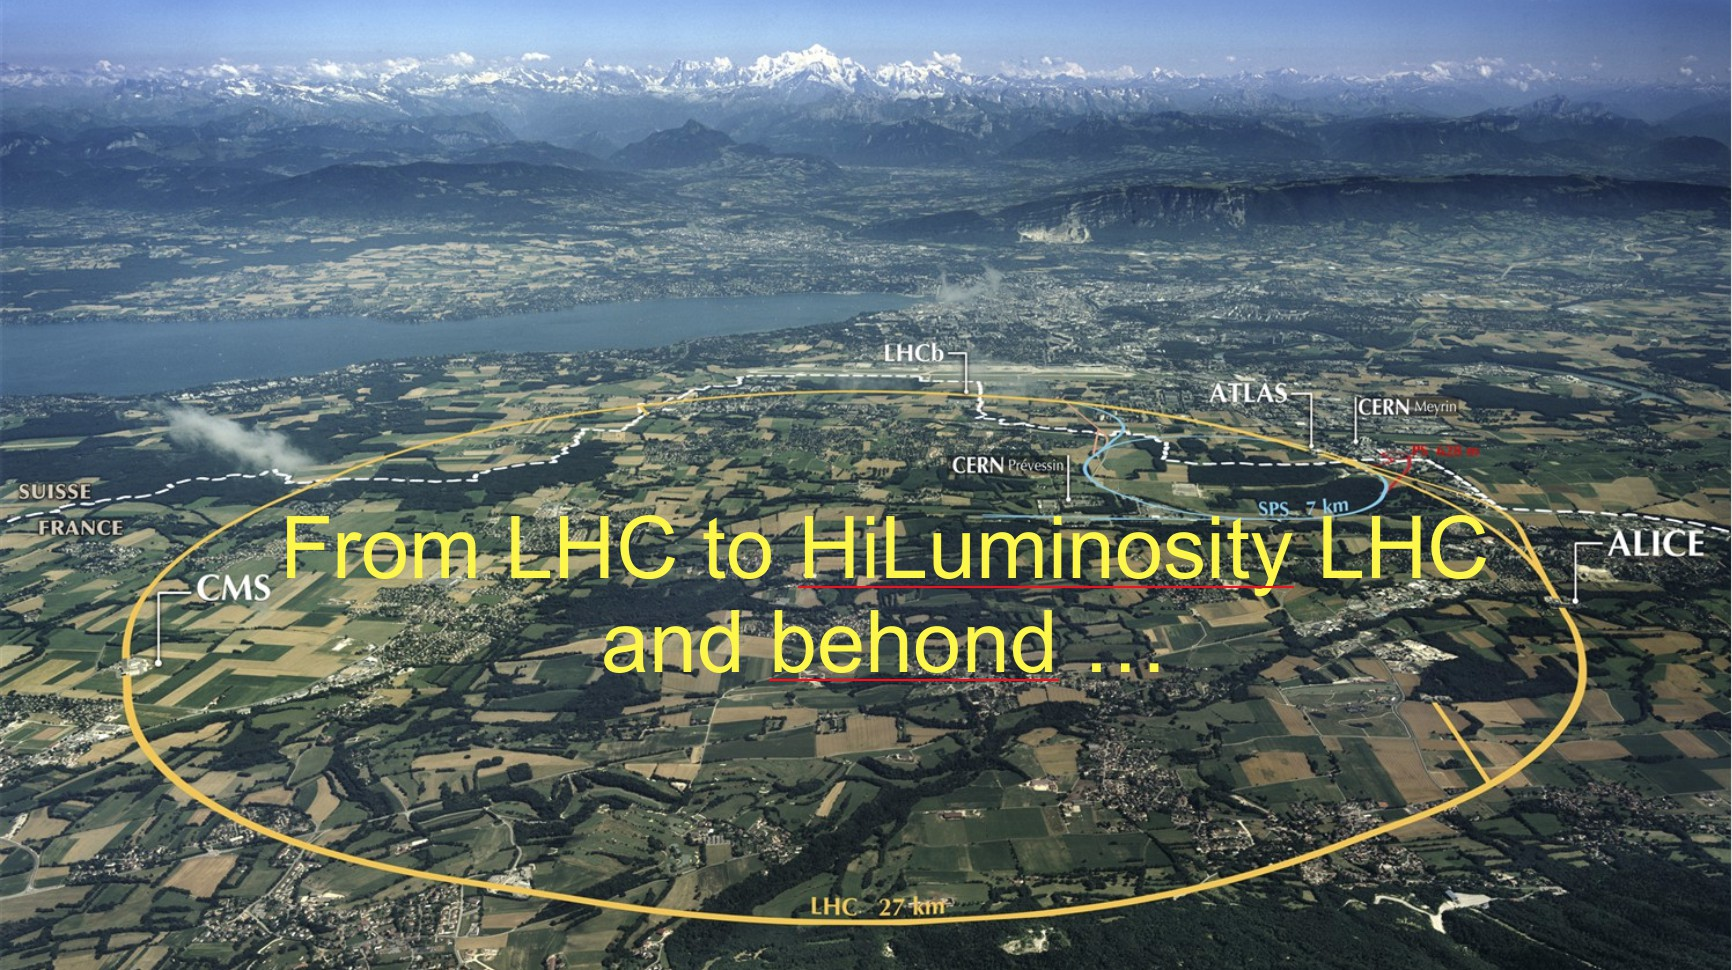 LHCb
ATLAS
CERN Meyrin
CERN Prévessin
SUISSE
FRANCE
SPS 7 km
From LHC to HiLuminosity LHC
and behond ...
ALICE
CMS
LHC 27 km